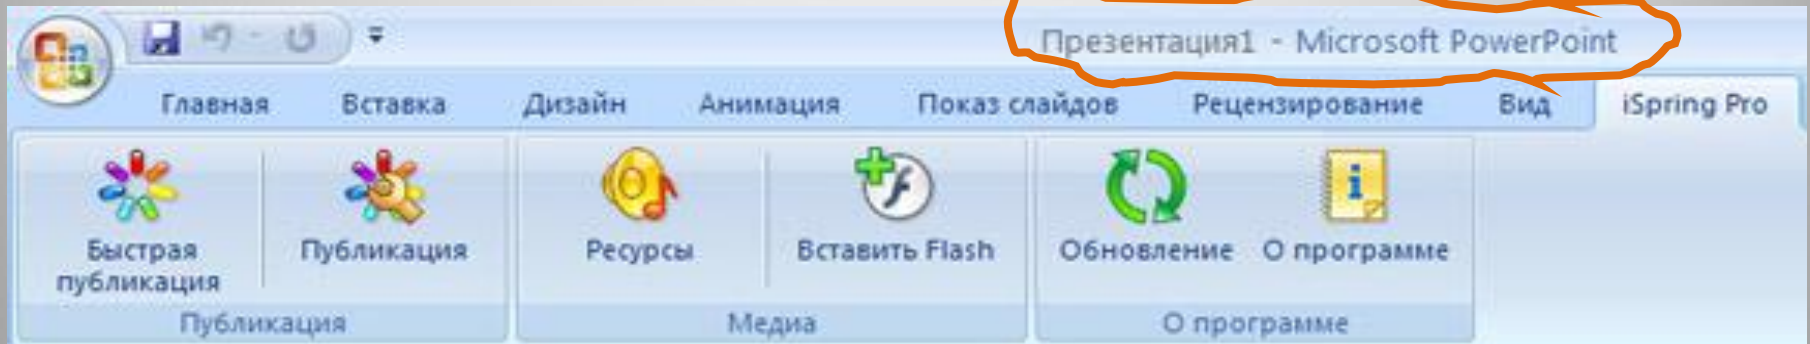 Презентация1 - Microsoft PowerPoint
Главная Вставка Дизайн Анимация Показ слайдов Рецензирование Вид iSpring Pro
Быстрая публикация
Публикация
Ресурсы
Вставить Flash
Обновление
О программе
Публикация
Медиа
О программе